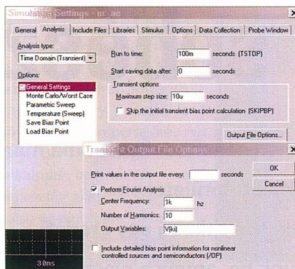 Simulation Settings - sr_ac
General Analysis Include Files Libraries Stimulus Options Data Collection Probe Window
Analysis type:
Time Domain (Transient)
Options:
General Settings
Monte Carlo/Worst Case
Parametric Sweep
Temperature (Sweep)
Save Bias Point
Load Bias Point
Run to time: 100m seconds (TSTOP)
Start saving data after: 0 seconds
Transient options
Maximum step size: 10u seconds
Skip the initial transient bias point calculation (SKIPBP)
Output File Options...
Transient Output File Options
Print values in the output file every: seconds
Perform Fourier Analysis
Center Frequency: 1k hz
Number of Harmonics: 10
Output Variables: V(ki)
Include detailed bias point information for nonlinear
controlled sources and semiconductors (/OP)
OK
Cancel
30ms